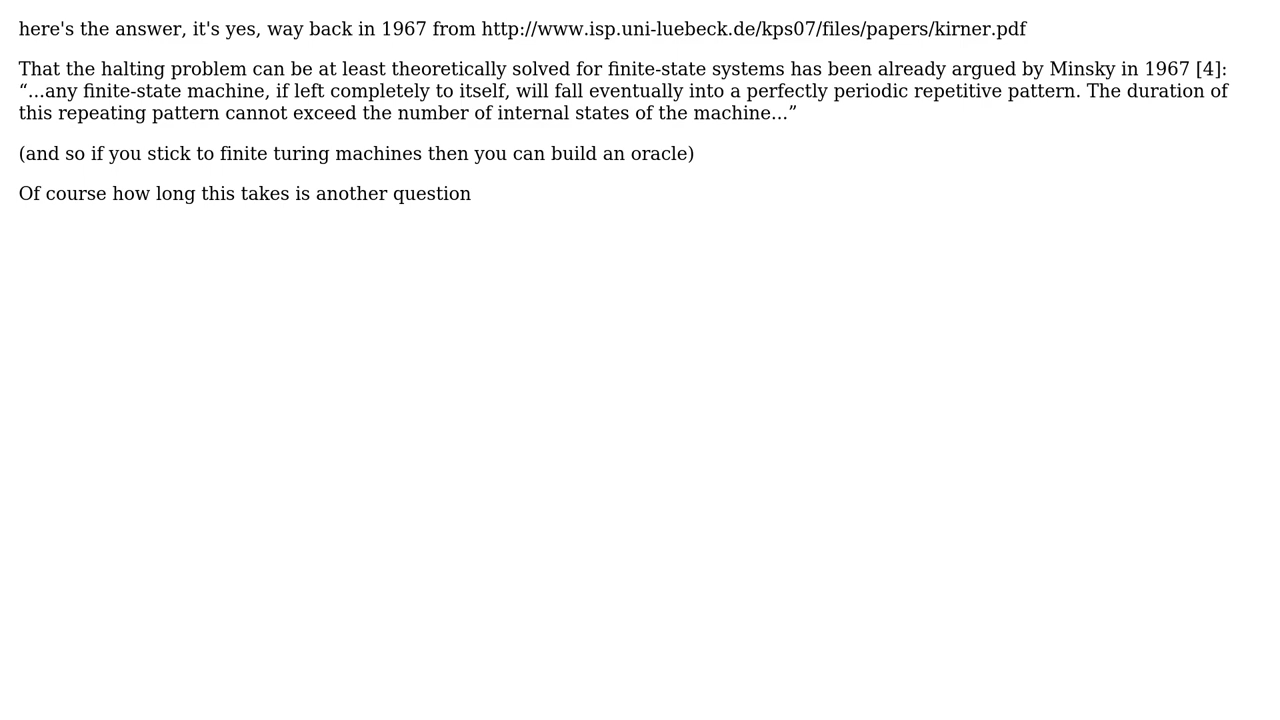 here's the answer, it's yes, way back in 1967 from http://www.isp.uni-luebeck.de/kps07/files/papers/kirner.pdf
That the halting problem can be at least theoretically solved for finite-state systems has been already argued by Minsky in 1967 [4]:
“...any finite-state machine, if left completely to itself, will fall eventually into a perfectly periodic repetitive pattern. The duration of
this repeating pattern cannot exceed the number of internal states of the machine...”
(and so if you stick to finite turing machines then you can build an oracle)
Of course how long this takes is another question